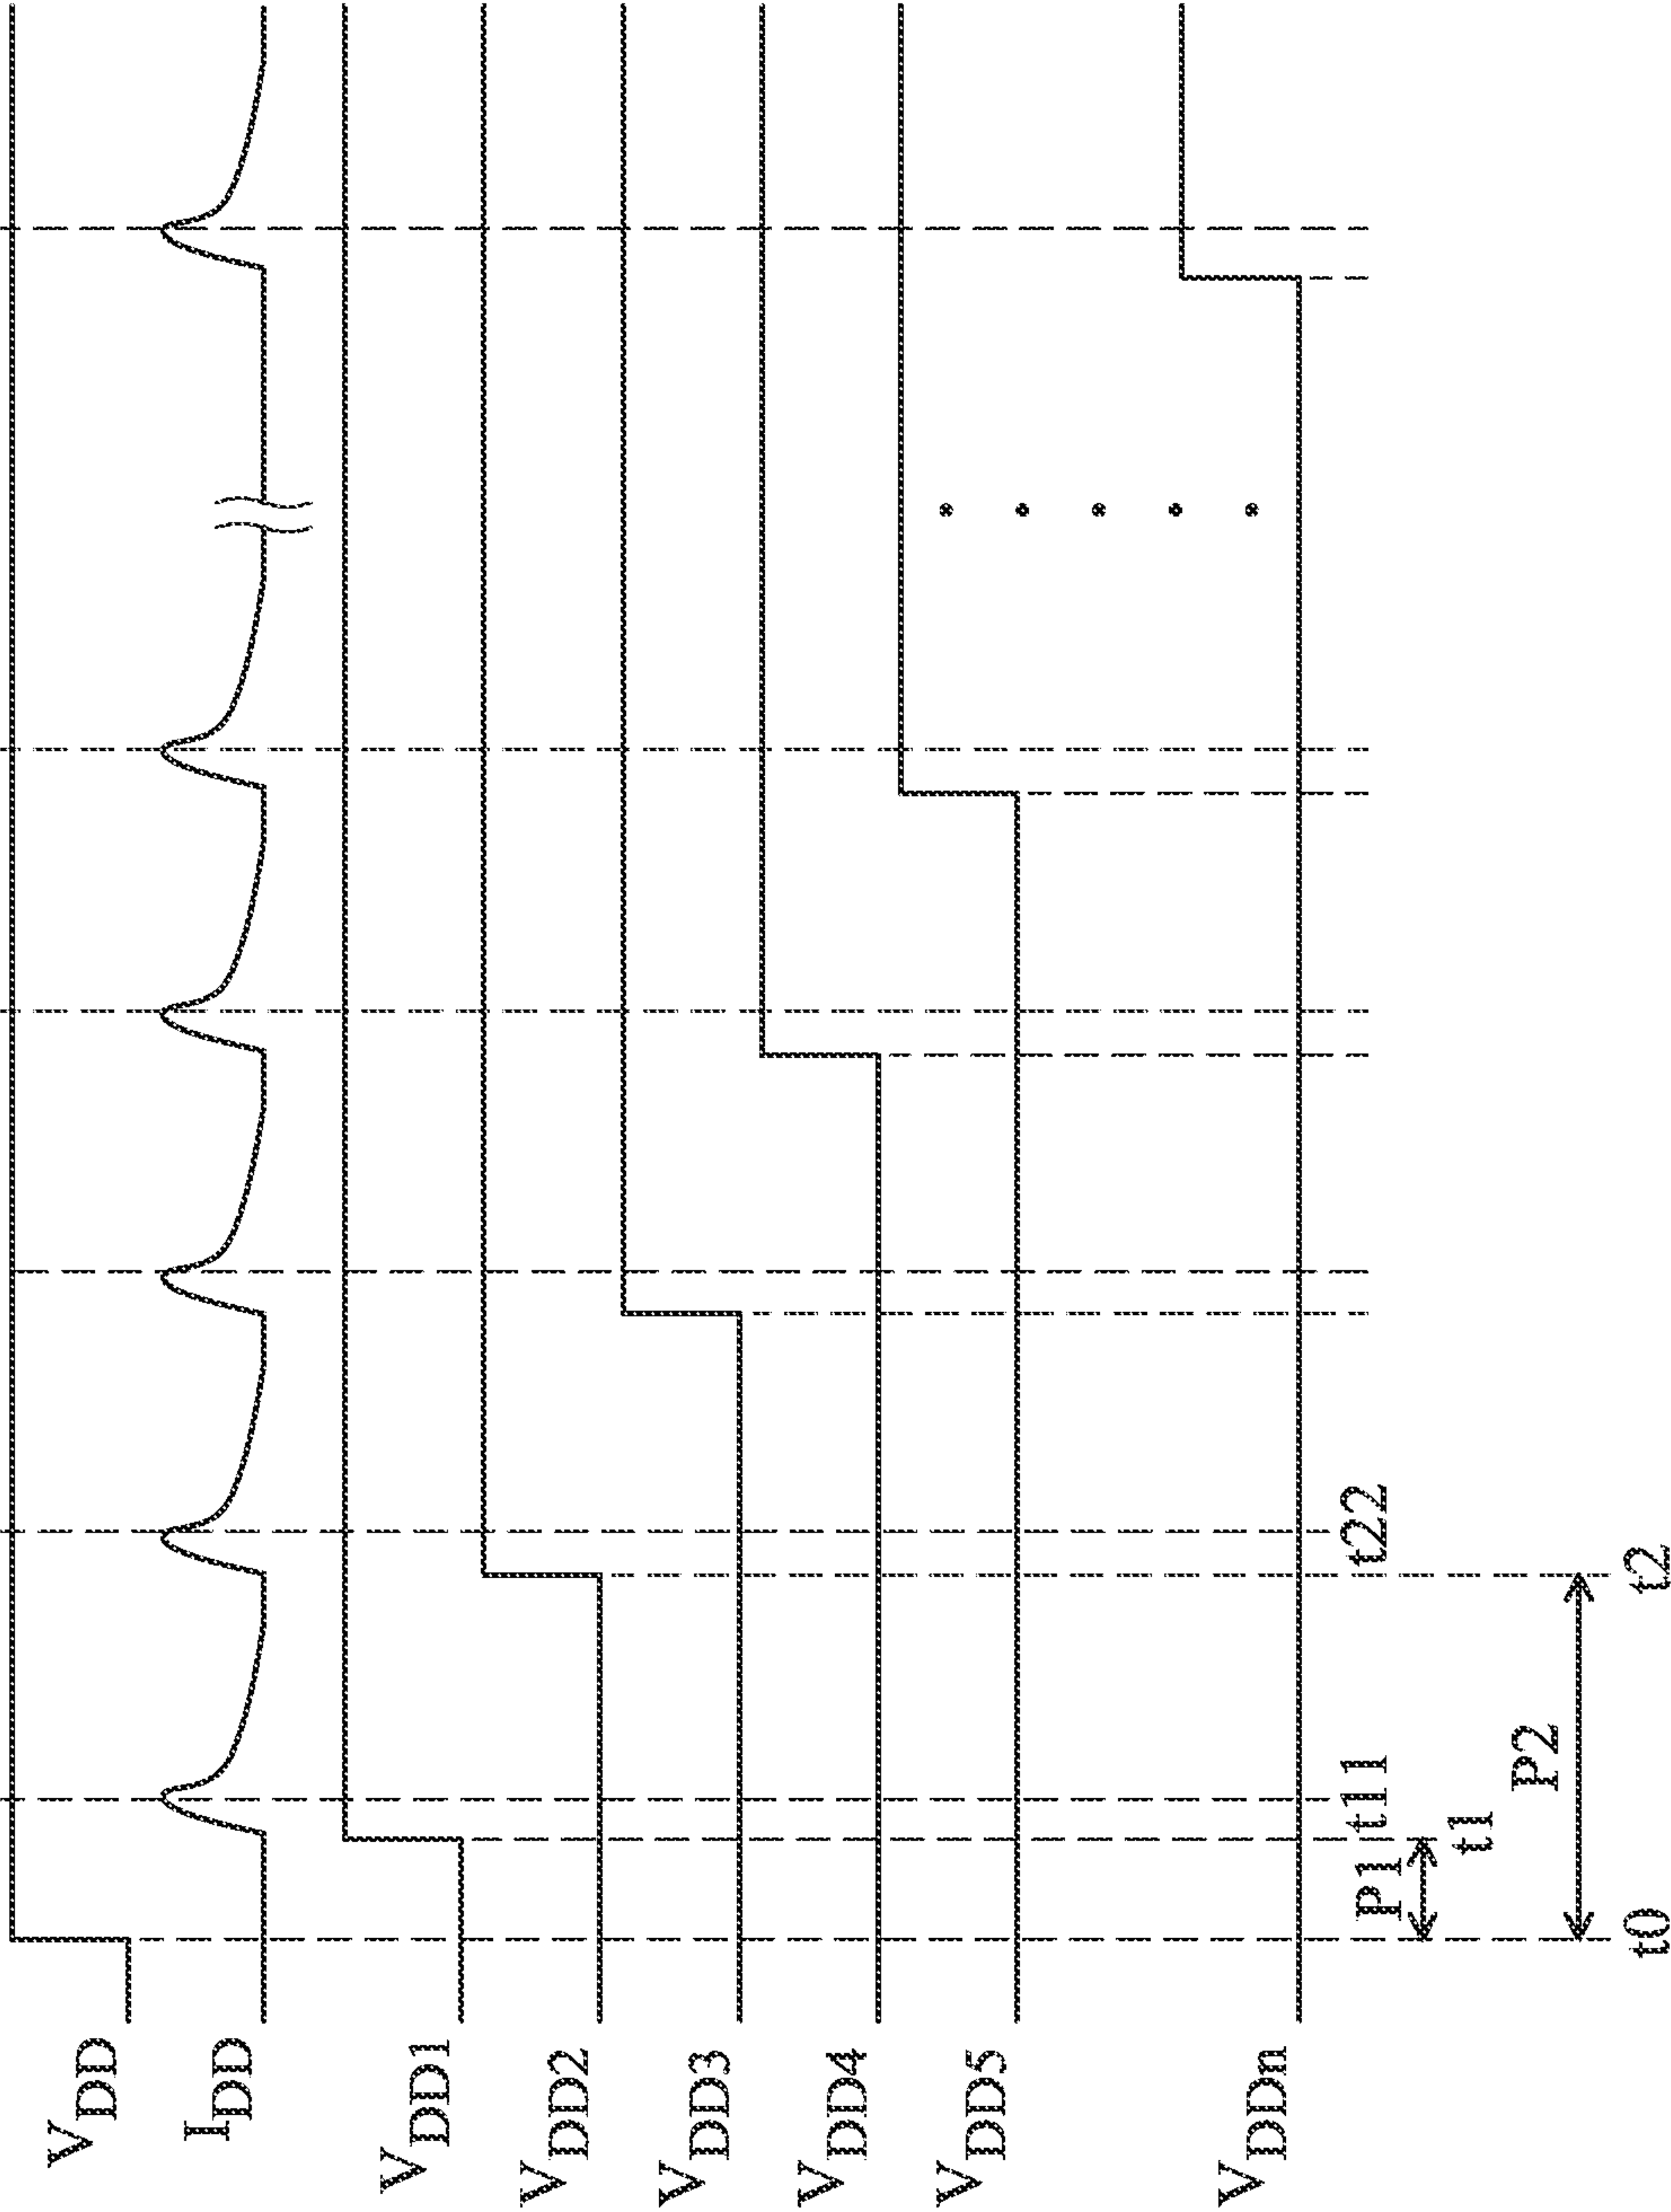 VDD
IDD
VDD1
VDD2
VDD3
VDD4
VDD5
VDDn
P1 t11 t22
t1
P2
t0 t2